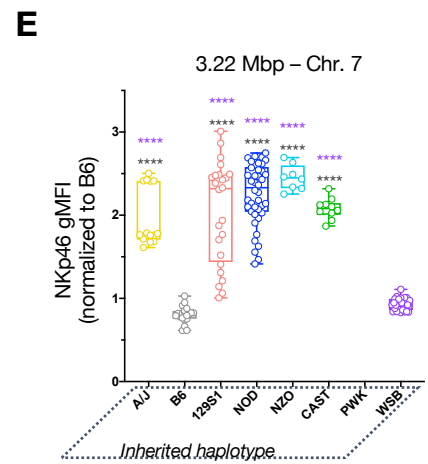 E
3.22 Mbp – Chr. 7
NKp46 gMFI
(normalized to B6)
3
2
1
0
****
****
****
****
****
****
****
****
****
****
A/J
B6
129S1
NOD
NZO
CAST
PWK
WSB
Inherited haplotype